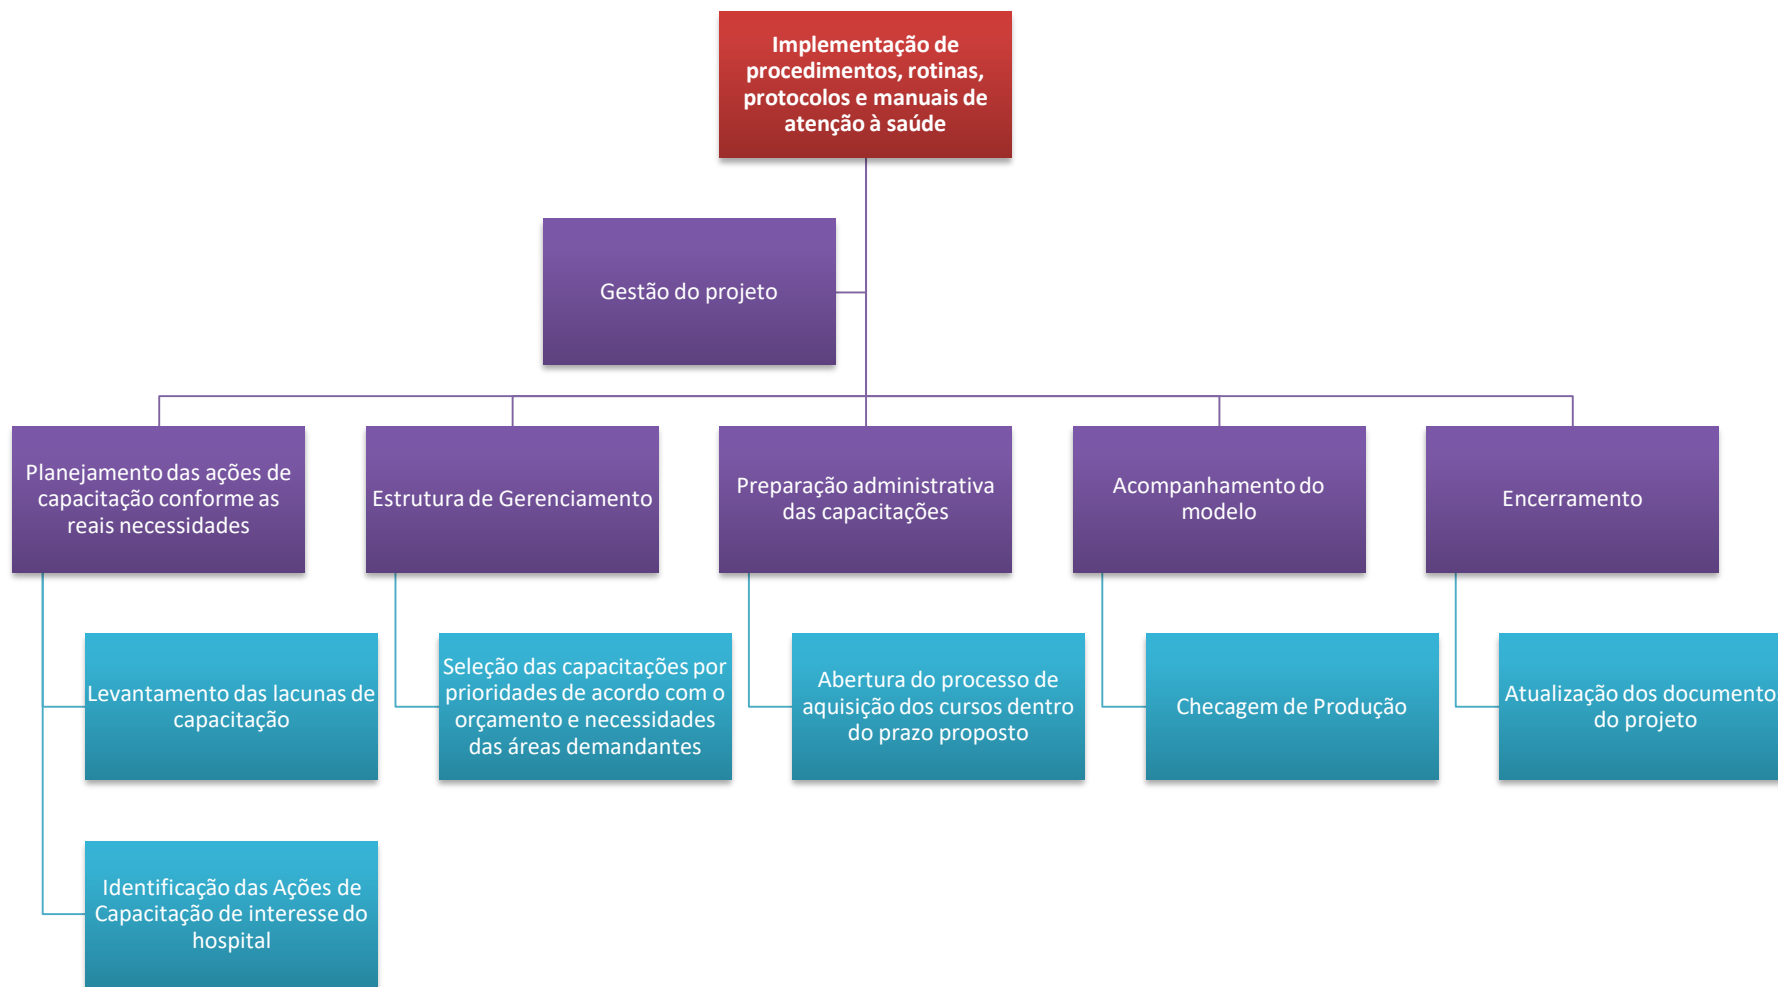 Implementação de
procedimentos, rotinas,
protocolos e manuais de
atenção à saúde
Gestão do projeto
Planejamento das ações de
capacitação conforme as
reais necessidades
Estrutura de Gerenciamento
Preparação administrativa
das capacitações
Acompanhamento do
modelo
Encerramento
Levantamento das lacunas de
capacitação
Seleção das capacitações por
prioridades de acordo com o
orçamento e necessidades
das áreas demandantes
Abertura do processo de
aquisição dos cursos dentro
do prazo proposto
Checagem de Produção
Atualização dos documento
do projeto
Identificação das Ações de
Capacitação de interesse do
hospital